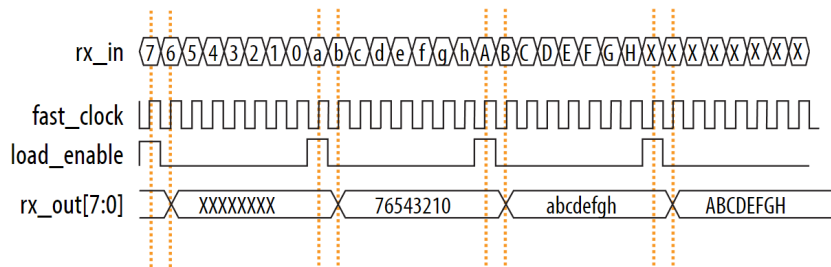 rx_in 7 6 5 4 3 2 1 0 a b c d e f g h A B C D E F G H X X X X X X X X
fast_clock
load_enable
rx_out[7:0] XXXXXXXX 76543210 abcdefgh ABCDEFGH